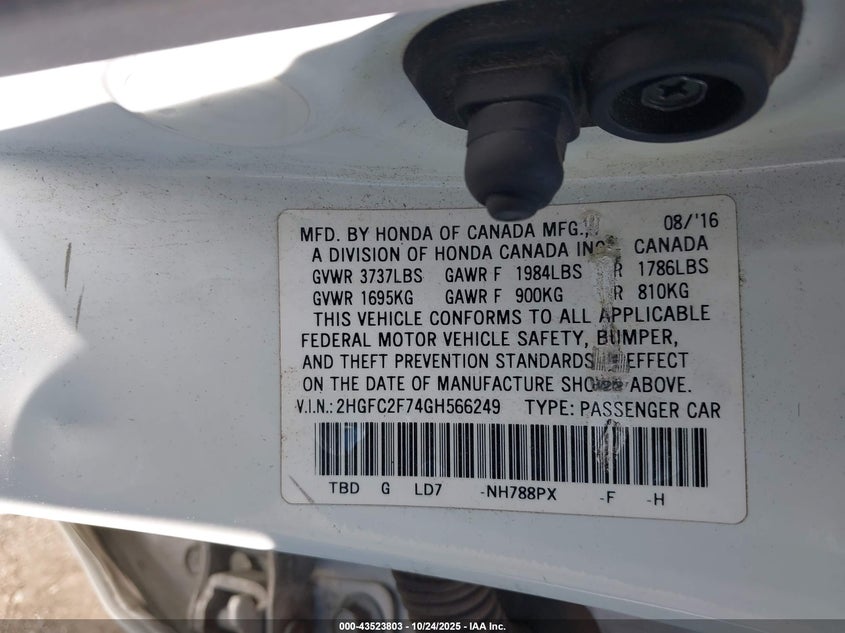 MFD. BY HONDA OF CANADA MFG., 08/'16
A DIVISION OF HONDA CANADA INC. CANADA
GVWR 3737LBS GAWR F 1984LBS R 1786LBS
GVWR 1695KG GAWR F 900KG R 810KG
THIS VEHICLE CONFORMS TO ALL APPLICABLE
FEDERAL MOTOR VEHICLE SAFETY, BUMPER,
AND THEFT PREVENTION STANDARDS EFFECT
ON THE DATE OF MANUFACTURE SHOWN ABOVE.
V.I.N.: 2HGFC2F74GH566249 TYPE: PASSENGER CAR
TBD G LD7 -NH788PX -F -H
000-43523803 - 10/24/2025 - IAA Inc.